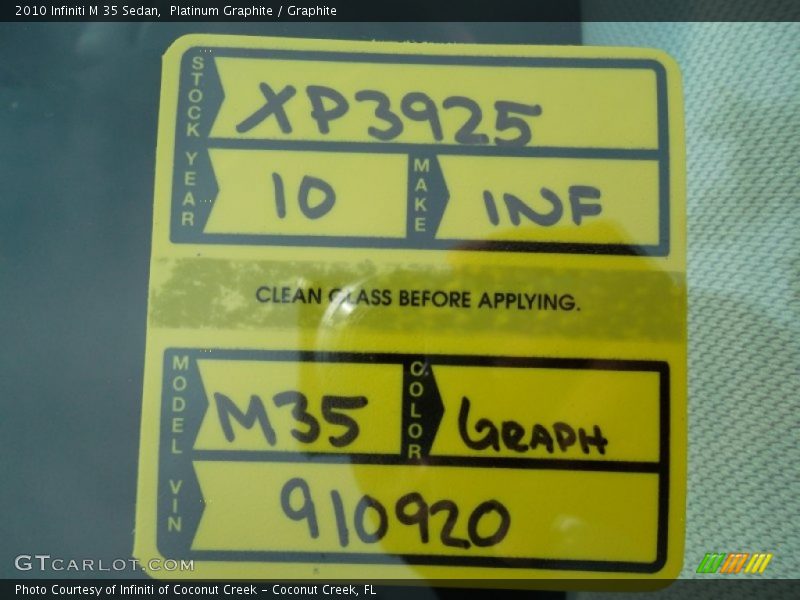 2010 Infiniti M 35 Sedan,  Platinum Graphite / Graphite
STOCK XP3925
YEAR 10 MAKE INF
CLEAN GLASS BEFORE APPLYING.
MODEL M35 COLOR GRAPH
VIN 910920
GTCARLOT.COM
Photo Courtesy of Infiniti of Coconut Creek – Coconut Creek, FL